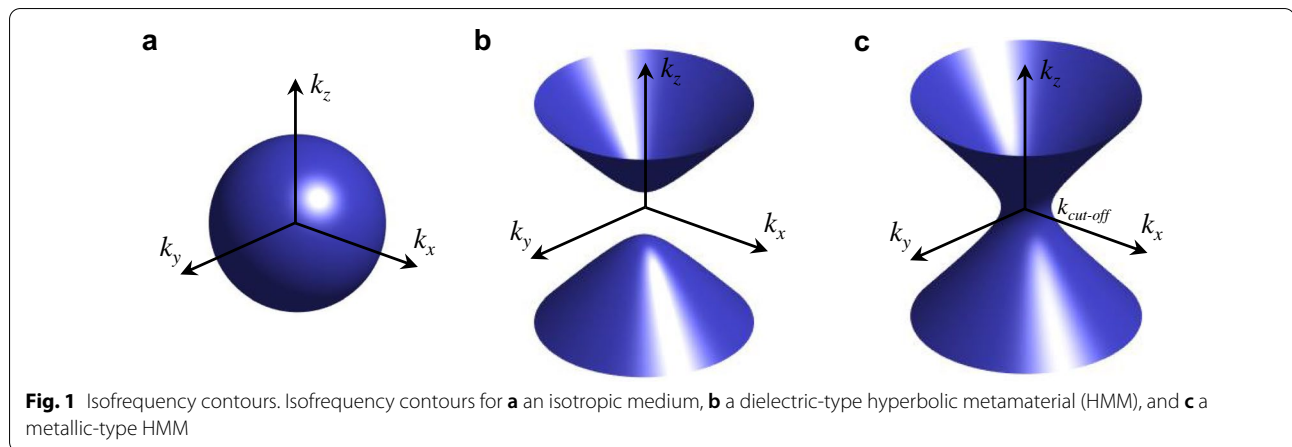 a
b
c
k_z
k_y
k_x
k_z
k_y
k_x
k_z
k_cut-off
k_y
k_x
Fig. 1 Isofrequency contours. Isofrequency contours for a an isotropic medium, b a dielectric-type hyperbolic metamaterial (HMM), and c a
metallic-type HMM